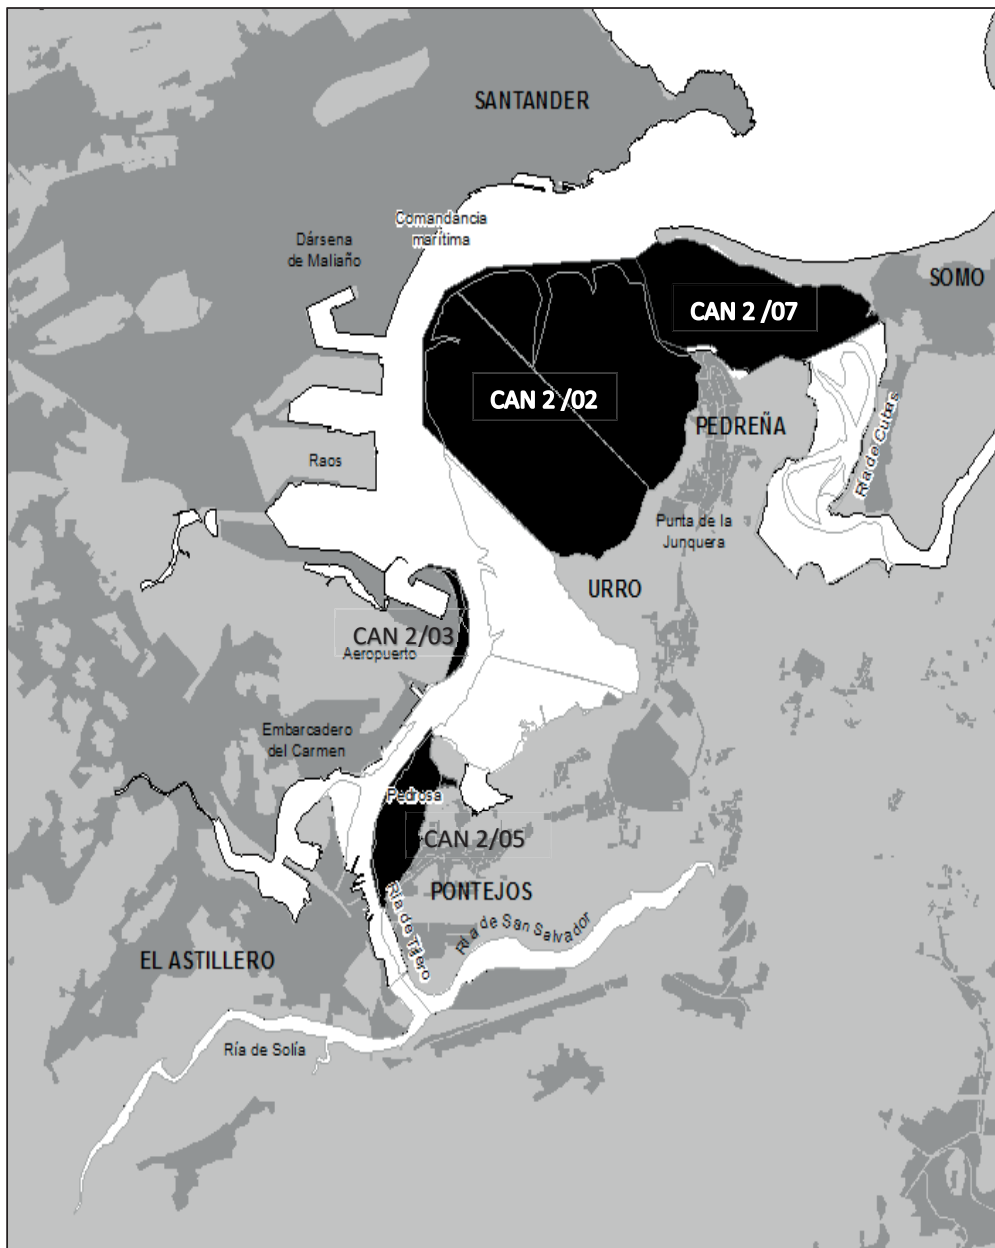 SANTANDER
Comandancia
marítima
Dársena
de Maliaño
SOMO
CAN 2 /07
CAN 2 /02
PEDREÑA
Ría de Cubas
Raos
Punta de la
Junquera
URRO
CAN 2/03
Aeropuerto
Embarcadero
del Carmen
Pedrosa
CAN 2/05
PONTEJOS
Ría de Tijero
Ría de San Salvador
EL ASTILLERO
Ría de Solía